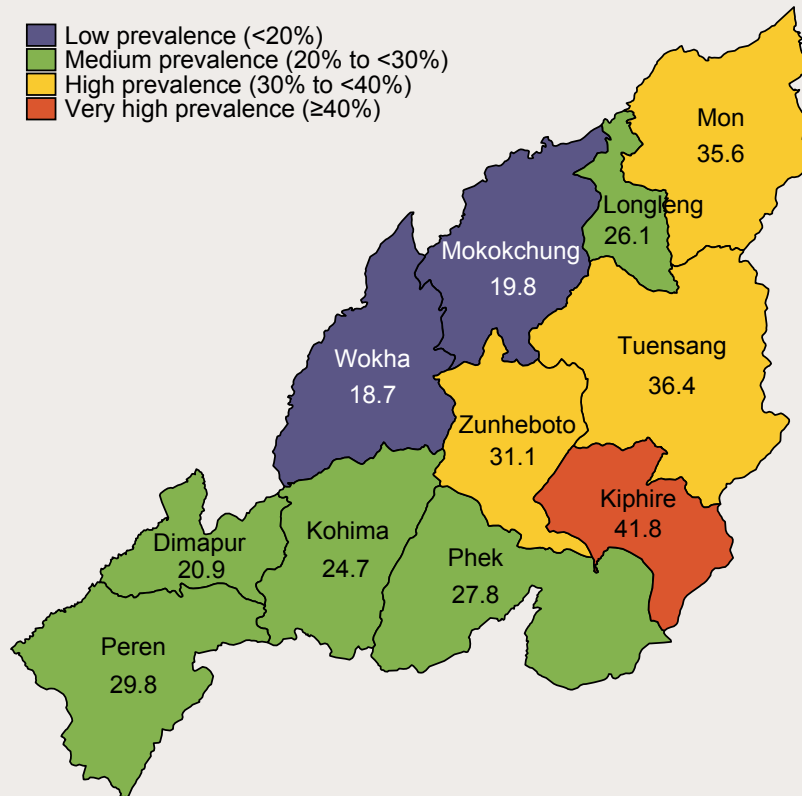 Low prevalence (<20%)
Medium prevalence (20% to <30%)
High prevalence (30% to <40%)
Very high prevalence (≥40%)
Mon
35.6
Longleng
26.1
Mokokchung
19.8
Tuensang
36.4
Wokha
18.7
Zunheboto
31.1
Kiphire
41.8
Kohima
24.7
Dimapur
20.9
Phek
27.8
Peren
29.8